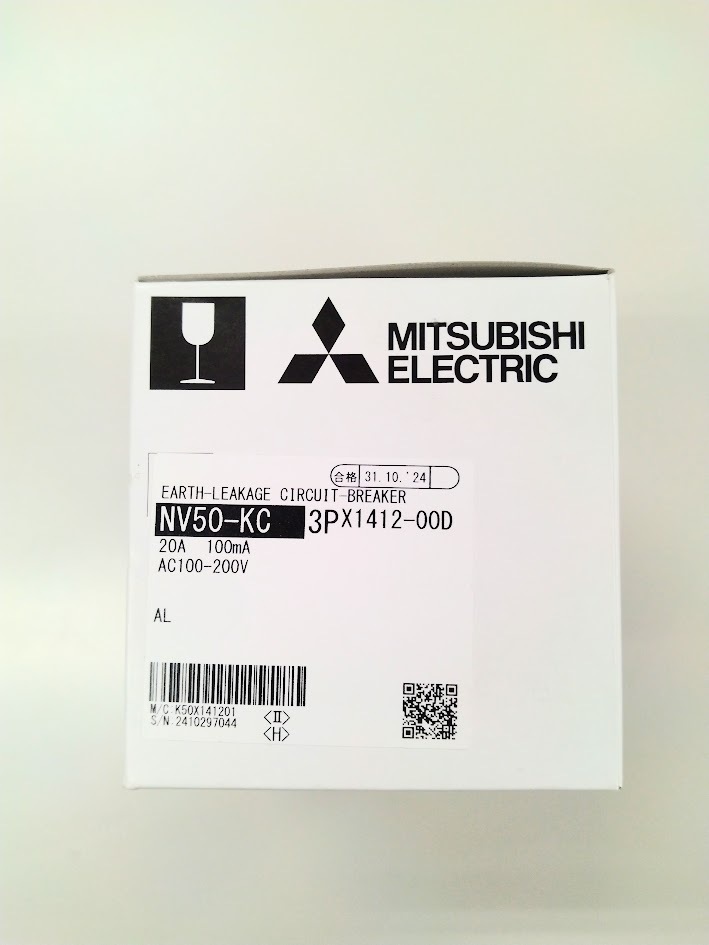 MITSUBISHI
ELECTRIC
合格 31.10.'24
EARTH-LEAKAGE CIRCUIT-BREAKER
NV50-KC 3P X1412-00D
20A 100mA
AC100-200V
AL
M/C:K50X141201
S/N:2410297044
<II>
<H>